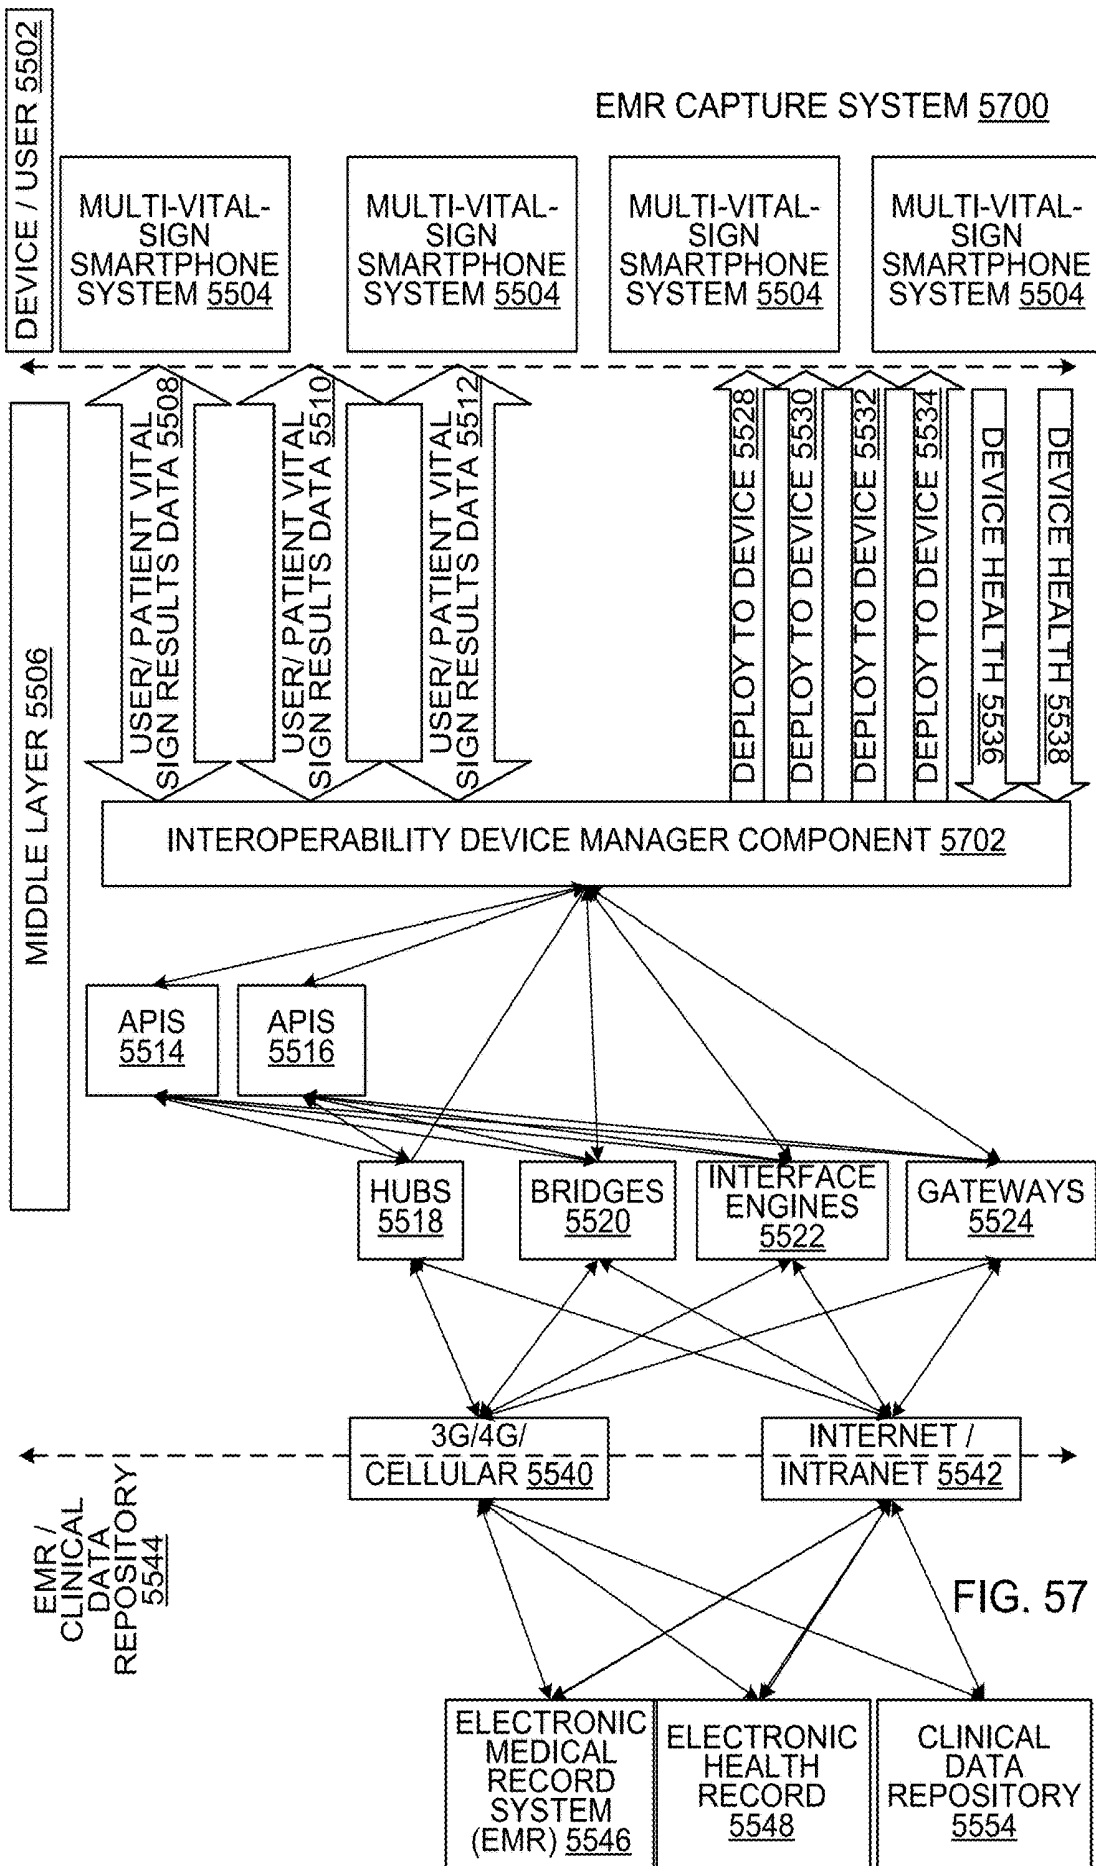 DEVICE / USER 5502
EMR CAPTURE SYSTEM 5700
MULTI-VITAL-
SIGN
SMARTPHONE
SYSTEM 5504
MULTI-VITAL-
SIGN
SMARTPHONE
SYSTEM 5504
MULTI-VITAL-
SIGN
SMARTPHONE
SYSTEM 5504
MULTI-VITAL-
SIGN
SMARTPHONE
SYSTEM 5504
MIDDLE LAYER 5506
USER/ PATIENT VITAL
SIGN RESULTS DATA 5508
USER/ PATIENT VITAL
SIGN RESULTS DATA 5510
USER/ PATIENT VITAL
SIGN RESULTS DATA 5512
DEPLOY TO DEVICE 5528
DEPLOY TO DEVICE 5530
DEPLOY TO DEVICE 5532
DEPLOY TO DEVICE 5534
DEVICE HEALTH 5536
DEVICE HEALTH 5538
INTEROPERABILITY DEVICE MANAGER COMPONENT 5702
APIS
5514
APIS
5516
HUBS
5518
BRIDGES
5520
INTERFACE
ENGINES
5522
GATEWAYS
5524
3G/4G/
CELLULAR 5540
INTERNET /
INTRANET 5542
EMR /
CLINICAL
DATA
REPOSITORY
5544
FIG. 57
ELECTRONIC
MEDICAL
RECORD
SYSTEM
(EMR) 5546
ELECTRONIC
HEALTH
RECORD
5548
CLINICAL
DATA
REPOSITORY
5554